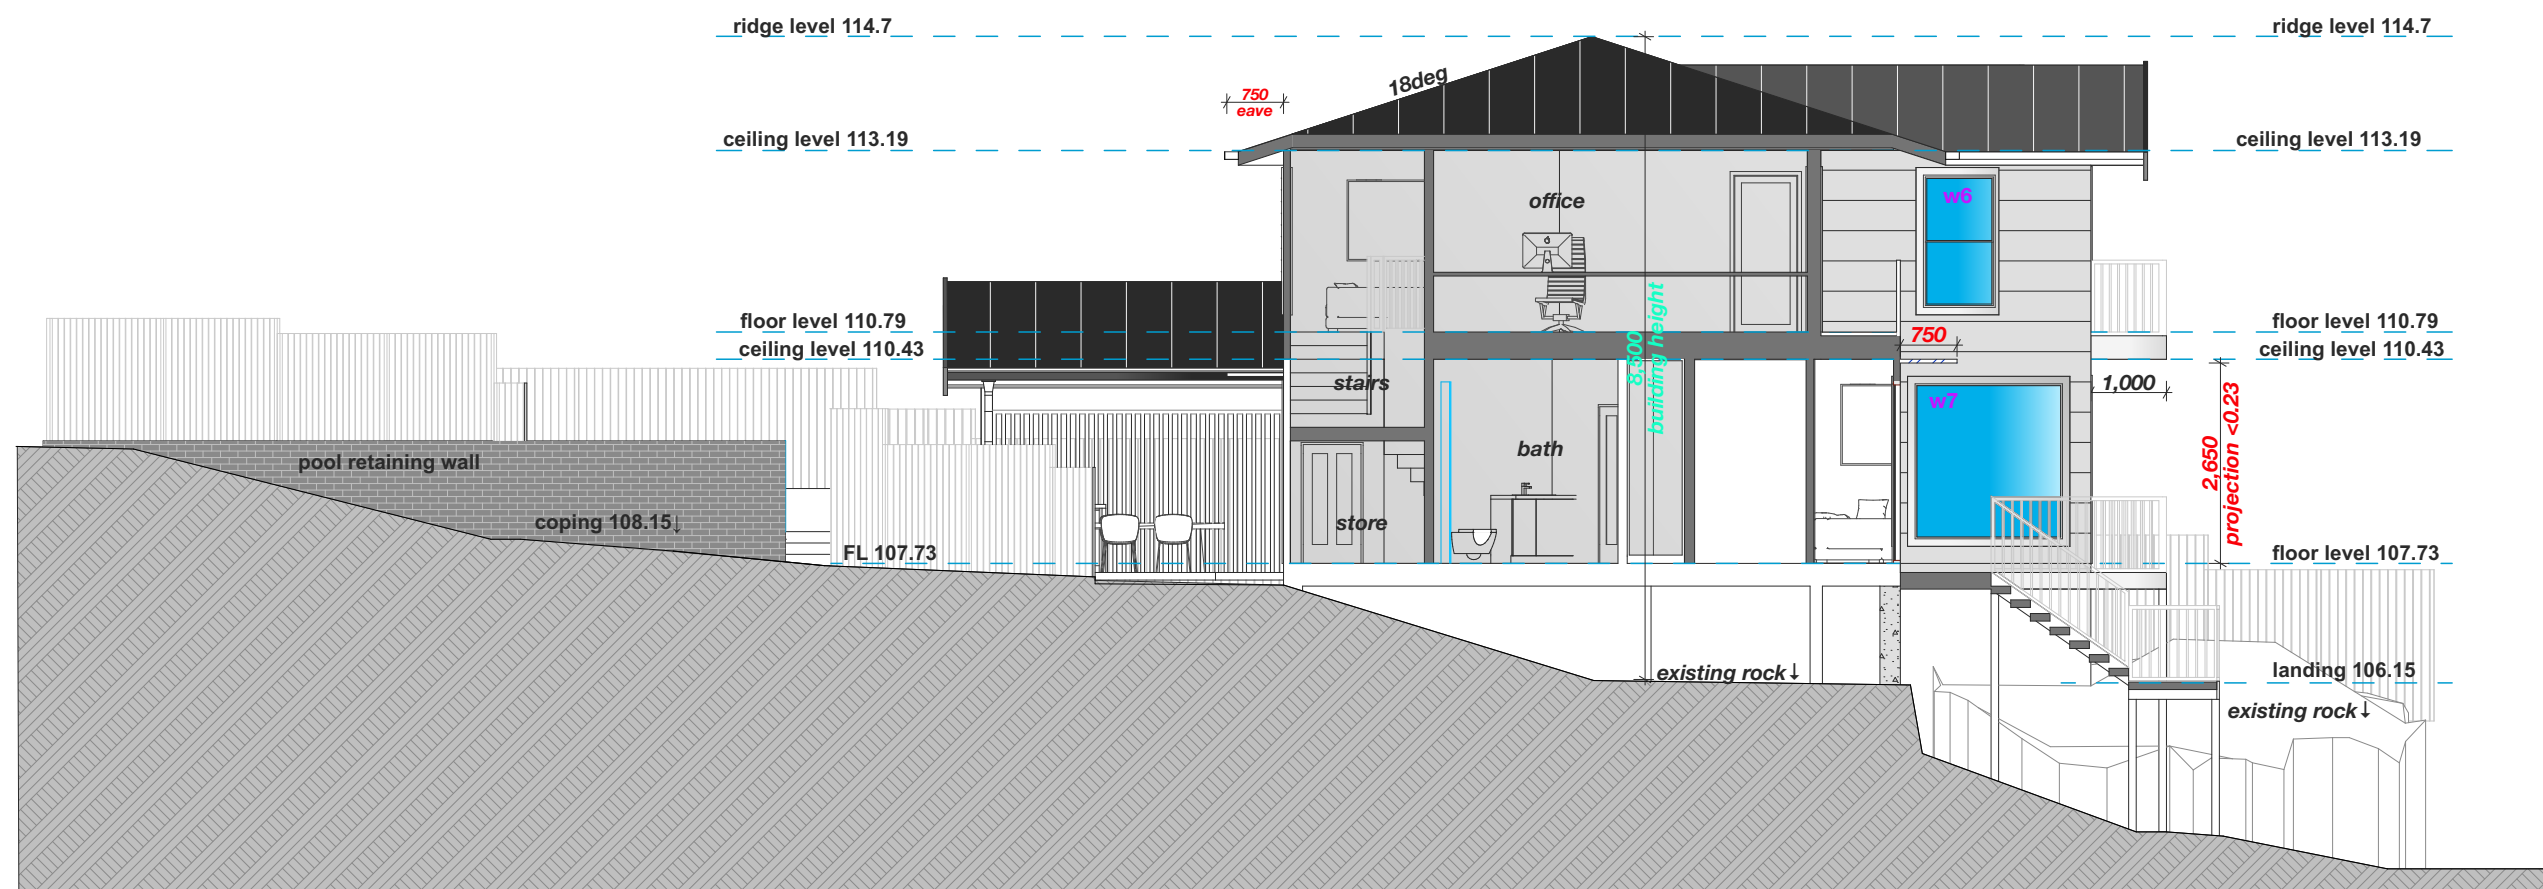 ridge level 114.7
ridge level 114.7
18deg
750
eave
ceiling level 113.19
ceiling level 113.19
office
w6
floor level 110.79
floor level 110.79
750
ceiling level 110.43
ceiling level 110.43
8,500
building height
stairs
1,000
w7
2,650
projection <0.23
bath
pool retaining wall
coping 108.15↓
store
FL 107.73
floor level 107.73
existing rock↓
landing 106.15
existing rock↓